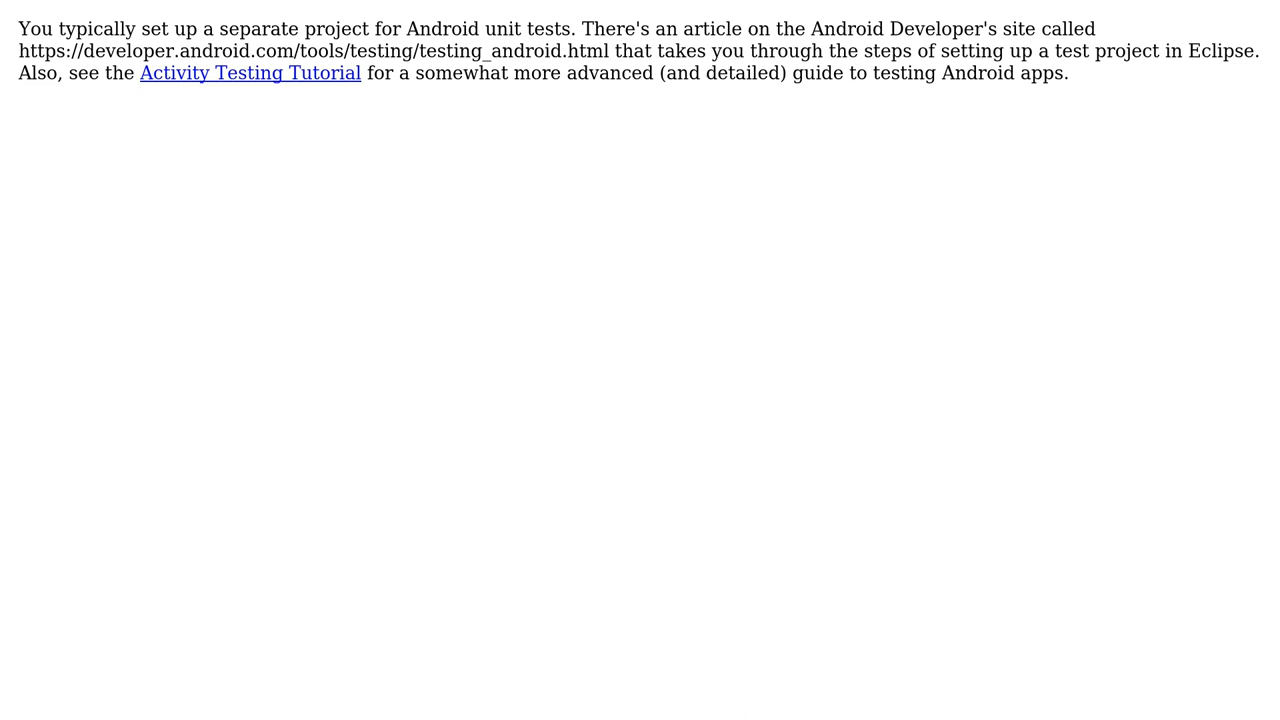 You typically set up a separate project for Android unit tests. There's an article on the Android Developer's site called
https://developer.android.com/tools/testing/testing_android.html that takes you through the steps of setting up a test project in Eclipse.
Also, see the Activity Testing Tutorial for a somewhat more advanced (and detailed) guide to testing Android apps.